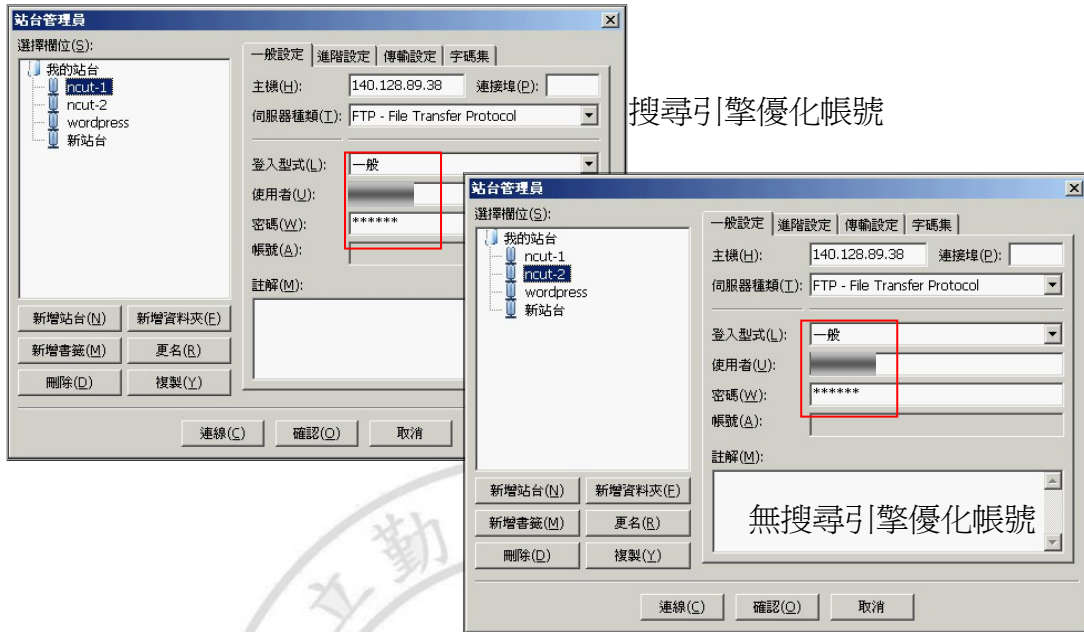 站台管理員
選擇欄位(S):
我的站台
ncut-1
ncut-2
wordpress
新站台
新增站台(N) 新增資料夾(F)
新增書籤(M) 更名(R)
刪除(D) 複製(Y)
一般設定 進階設定 傳輸設定 字碼集
主機(H): 140.128.89.38 連接埠(P):
伺服器種類(T): FTP - File Transfer Protocol
登入型式(L): 一般
使用者(U):
密碼(W): ******
帳號(A):
註解(M):
連線(C) 確認(O) 取消
搜尋引擎優化帳號
站台管理員
選擇欄位(S):
我的站台
ncut-1
ncut-2
wordpress
新站台
新增站台(N) 新增資料夾(F)
新增書籤(M) 更名(R)
刪除(D) 複製(Y)
一般設定 進階設定 傳輸設定 字碼集
主機(H): 140.128.89.38 連接埠(P):
伺服器種類(T): FTP - File Transfer Protocol
登入型式(L): 一般
使用者(U):
密碼(W): ******
帳號(A):
註解(M):
無搜尋引擎優化帳號
連線(C) 確認(O) 取消
立勤